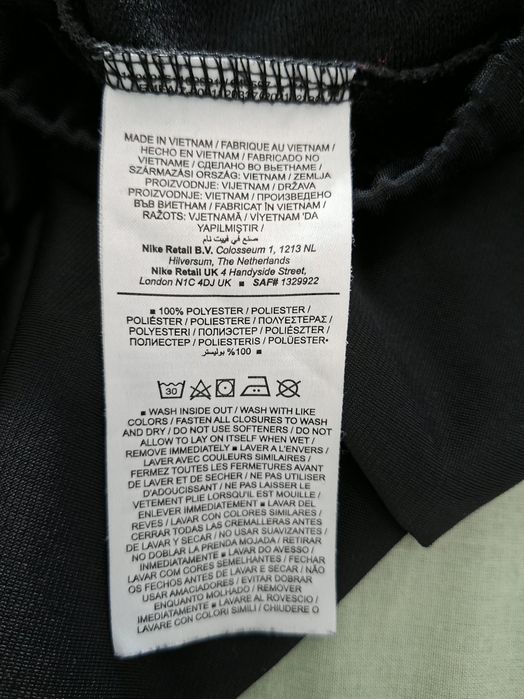 MADE IN VIETNAM / FABRIQUE AU VIETNAM /
HECHO EN VIETNAM / FABRICADO NO
VIETNAME / СДЕЛАНО ВО ВЬЕТНАМЕ /
SZÁRMAZÁSI ORSZÁG: VIETNAM / ZEMLJA
PROIZVODNJE: VIJETNAM / DRŽAVA
PROIZVODNJE: VIETNAM / ПРОИЗВЕДЕНО
ВЪВ ВИЕТНАМ / FABRICAT ÎN VIETNAM /
RAŽOTS: VJETNAMĀ / VİYETNAM 'DA
YAPILMIŞTIR /
صنع في فييت نام
Nike Retail B.V. Colosseum 1, 1213 NL
Hilversum, The Netherlands
Nike Retail UK 4 Handyside Street,
London N1C 4DJ UK ■ SAF# 1329922
■ 100% POLYESTER / POLIESTER /
POLIÉSTER / POLIESTERE / ΠΟΛΥΕΣΤΕΡΑΣ /
POLYESTERI / ПОЛИЭСТЕР / POLIÉSZTER /
ПОЛИЕСТЕР / POLIESTERIS / POLÜESTER•
100% بوليستر ■
30
■ WASH INSIDE OUT / WASH WITH LIKE
COLORS / FASTEN ALL CLOSURES TO WASH
AND DRY / DO NOT USE SOFTENERS / DO NOT
ALLOW TO LAY ON ITSELF WHEN WET /
REMOVE IMMEDIATELY ■ LAVER A L'ENVERS /
LAVER AVEC COULEURS SIMILAIRES /
FERMEZ TOUTES LES FERMETURES AVANT
DE LAVER ET DE SECHER / NE PAS UTILISER
D'ADOUCISSANT / NE PAS LAISSER LE
VETEMENT PLIE LORSQU'IL EST MOUILLE /
ENLEVER IMMEDIATEMENT ■ LAVAR DEL
REVES / LAVAR CON COLORES SIMILARES /
CERRAR TODAS LAS CREMALLERAS ANTES
DE LAVAR Y SECAR / NO USAR SUAVIZANTES /
NO DOBLAR LA PRENDA MOJADA / RETIRAR
INMEDIATAMENTE ■ LAVAR DO AVESSO /
LAVAR COM CORES SEMELHANTES / FECHAR
OS FECHOS ANTES DE LAVAR E SECAR / NÃO
USAR AMACIADORES / EVITAR DOBRAR
ENQUANTO MOLHADO / REMOVER
IMEDIATAMENTE ■ LAVARE AL ROVESCIO /
LAVARE CON COLORI SIMILI / CHIUDERE O